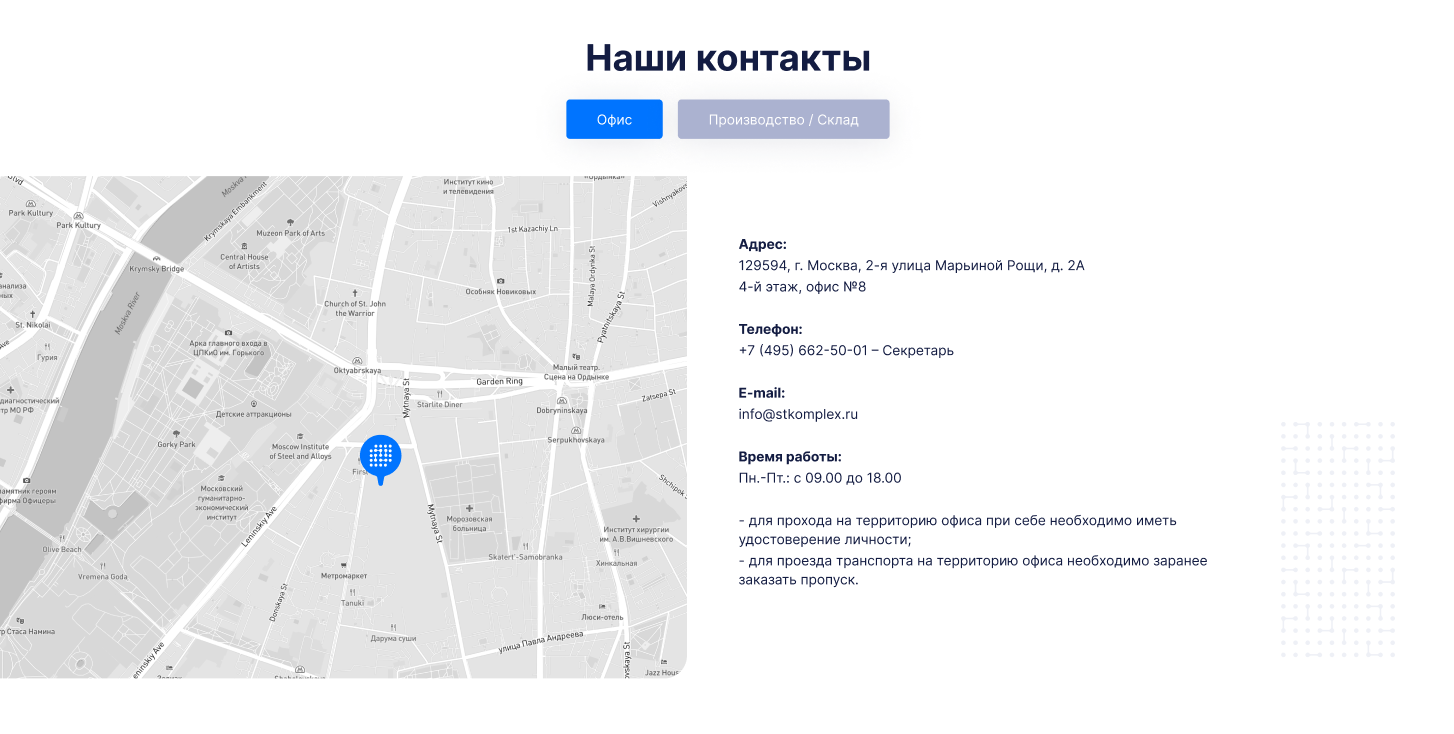 Наши контакты
Офис
Производство / Склад
Институт кино
и телевидения
Park Kultury
Park Kultury
Moskva
Krymskaya Embankment
Muzeon Park of Arts
Central House
of Artists
1st Kazachiy Ln
Krymsky Bridge
Malaya Ordynka St
Особняк Новиковых
Church of St. John
the Warrior
Moskva River
Pyatnitskaya St
St. Nikolai
Гурия
Арка главного входа в
ЦПКиО им. Горького
Oktyabrskaya
Малый театр.
Сцена на Ордынке
Garden Ring
Mytnaya St
Starlite Diner
Zatsepa St
Dobryninskaya
Детские аттракционы
Serpukhovskaya
Gorky Park
Moscow Institute
of Steel and Alloys
First
Московский
гуманитарно-
экономический
институт
Mytnaya St
Leninskiy Ave
Морозовская
больница
Институт хирургии
им. А.В.Вишневского
Olive Beach
Skatert'-Samobranka
Хинкальная
Vremena Goda
Метромаркет
Donskaya St
Tanuki
Люси-отель
Дарума суши
улица Павла Андреева
Jazz Hou
Адрес:
129594, г. Москва, 2-я улица Марьиной Рощи, д. 2А
4-й этаж, офис №8
Телефон:
+7 (495) 662-50-01 – Секретарь
E-mail:
info@stkomplex.ru
Время работы:
Пн.-Пт.: с 09.00 до 18.00
- для прохода на территорию офиса при себе необходимо иметь
удостоверение личности;
- для проезда транспорта на территорию офиса необходимо заранее
заказать пропуск.